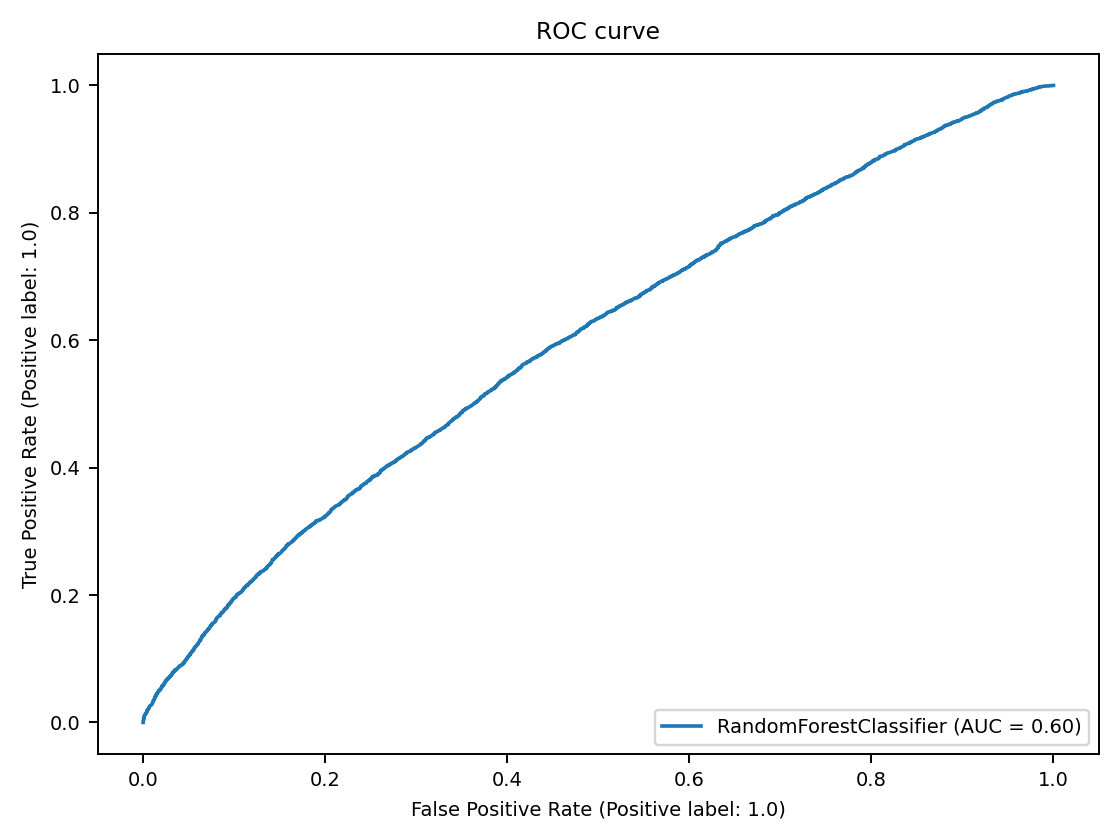 ROC curve
True Positive Rate (Positive label: 1.0)
1.0
0.8
0.6
0.4
0.2
0.0
RandomForestClassifier (AUC = 0.60)
0.0 0.2 0.4 0.6 0.8 1.0
False Positive Rate (Positive label: 1.0)